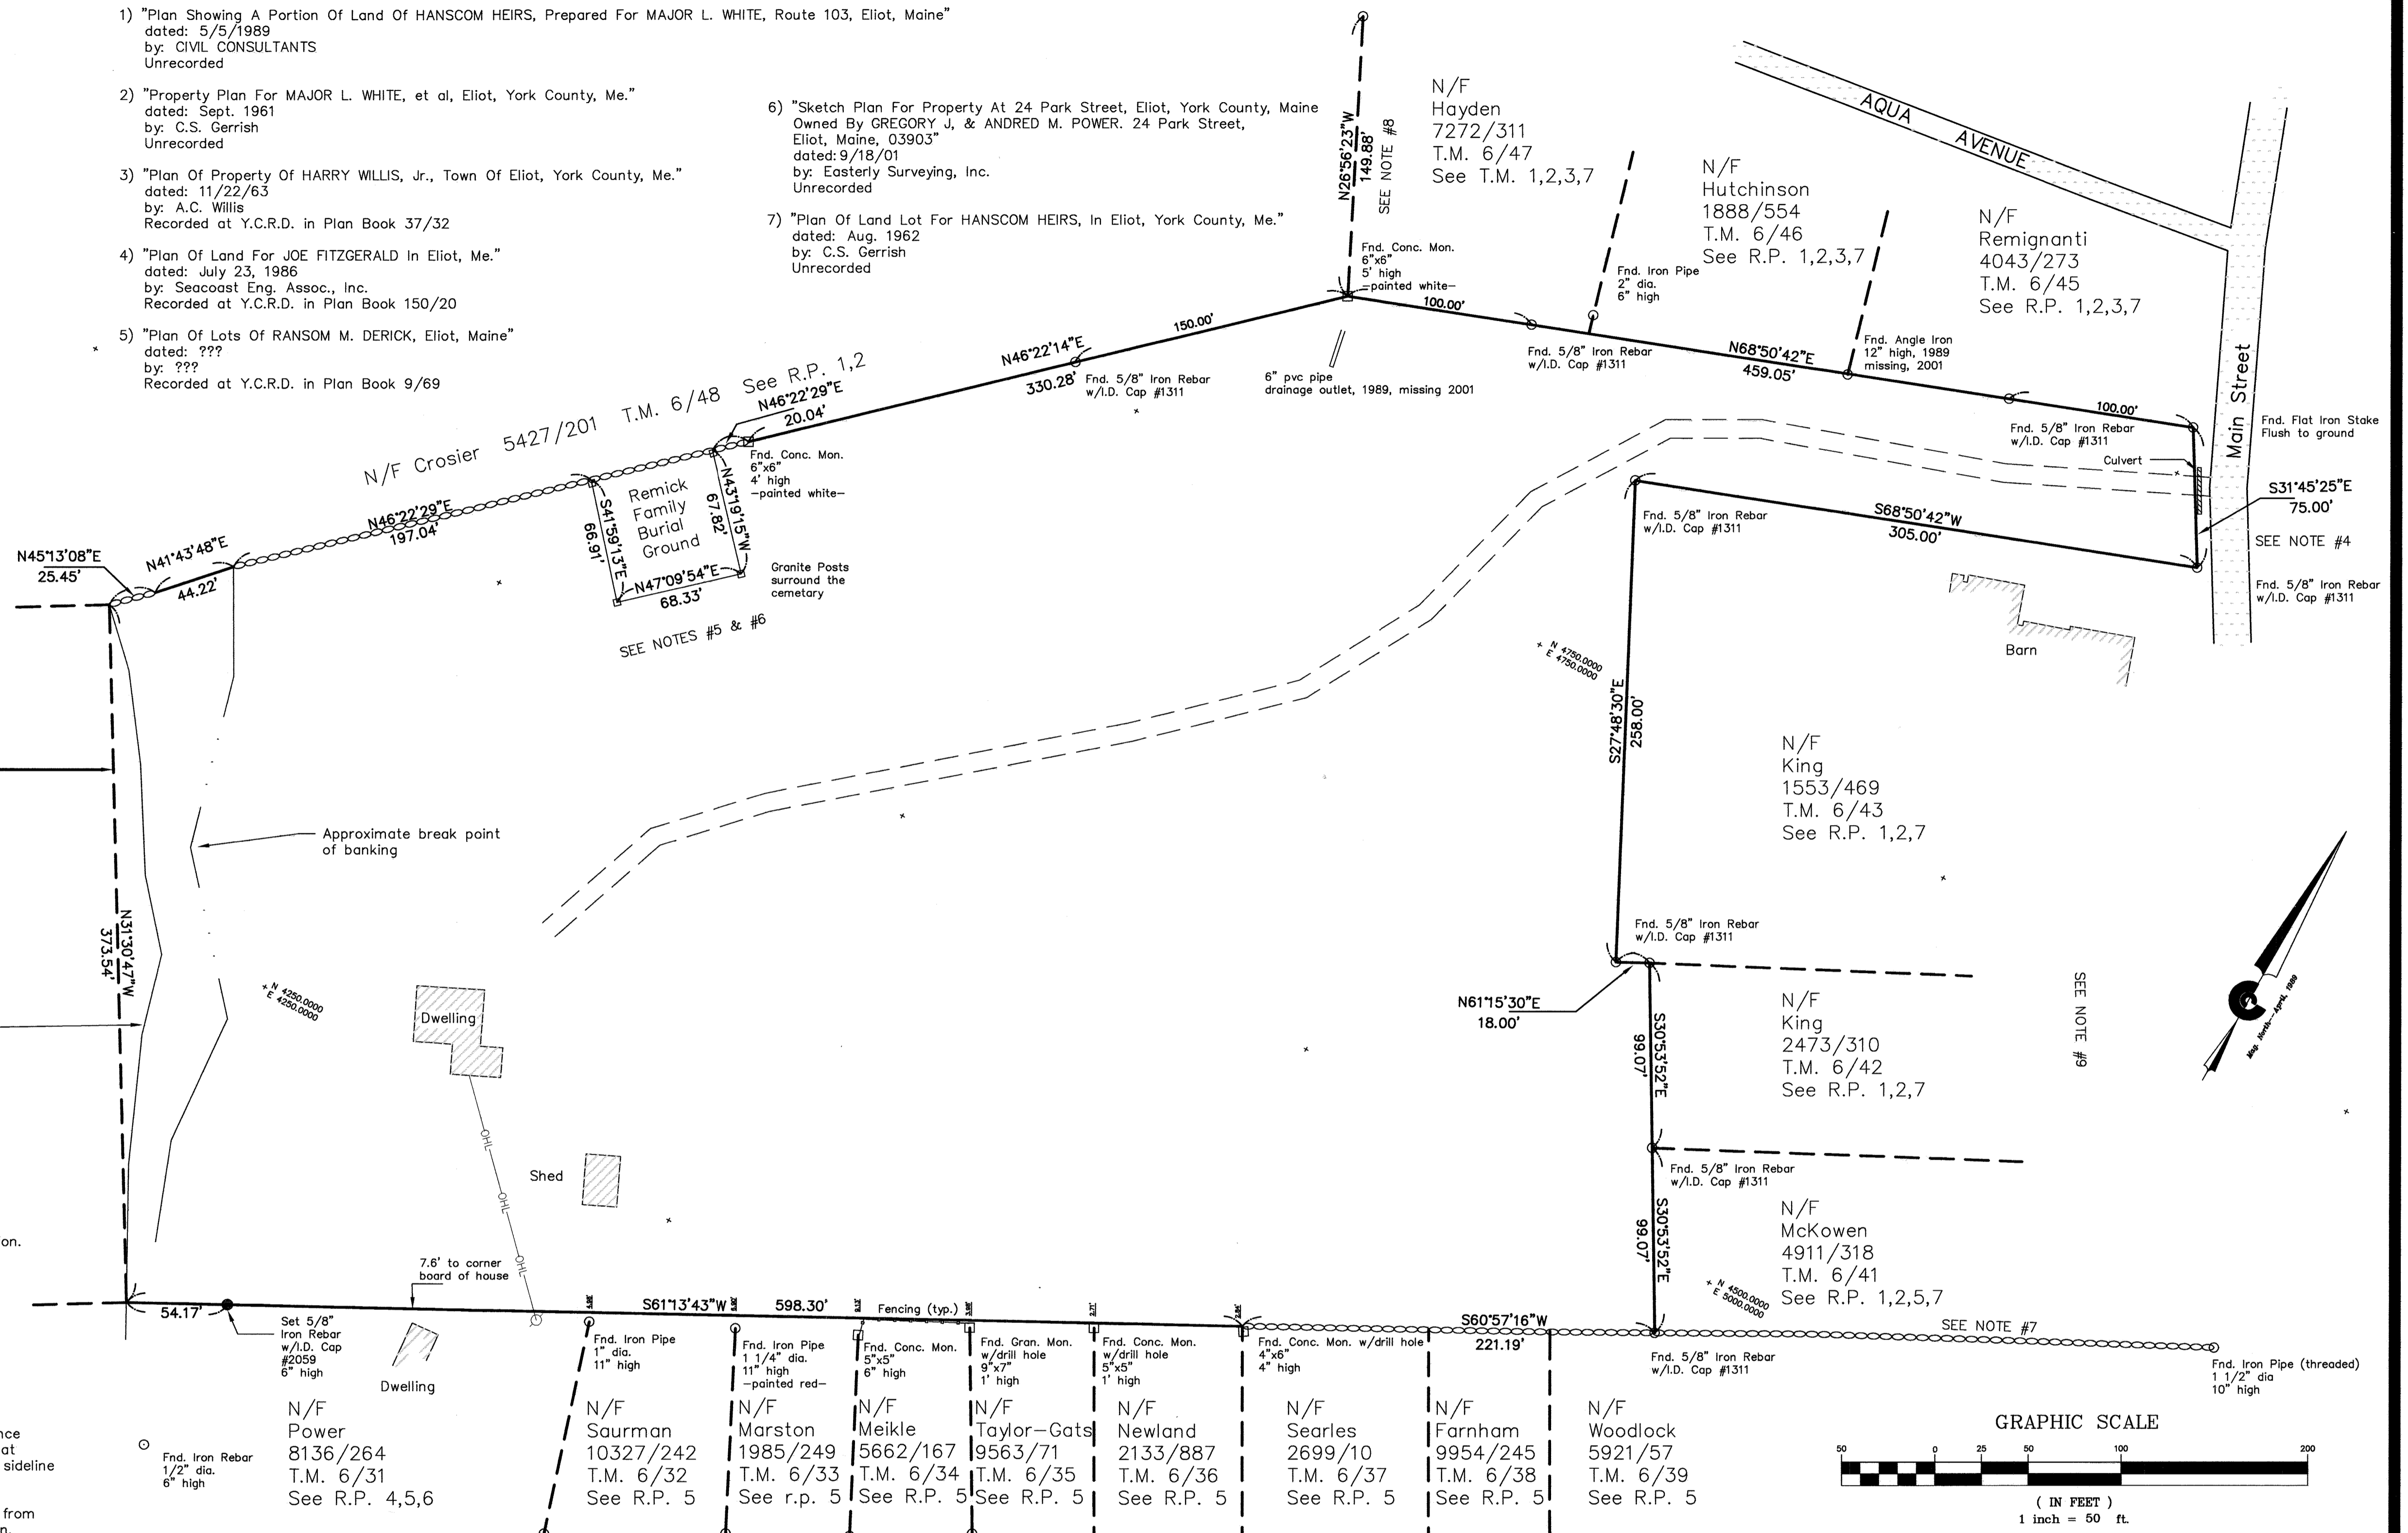 1) "Plan Showing A Portion Of Land Of HANSCOM HEIRS, Prepared For MAJOR L. WHITE, Route 103, Eliot, Maine"
dated: 5/5/1989
by: CIVIL CONSULTANTS
Unrecorded
2) "Property Plan For MAJOR L. WHITE, et al, Eliot, York County, Me."
dated: Sept. 1961
by: C.S. Gerrish
Unrecorded
3) "Plan Of Property Of HARRY WILLIS, Jr., Town Of Eliot, York County, Me."
dated: 11/22/63
by: A.C. Willis
Recorded at Y.C.R.D. in Plan Book 37/32
4) "Plan Of Land For JOE FITZGERALD In Eliot, Me."
dated: July 23, 1986
by: Seacoast Eng. Assoc., Inc.
Recorded at Y.C.R.D. in Plan Book 150/20
5) "Plan Of Lots Of RANSOM M. DERICK, Eliot, Maine"
dated: ???
by: ???
Recorded at Y.C.R.D. in Plan Book 9/69
6) "Sketch Plan For Property At 24 Park Street, Eliot, York County, Maine
Owned By GREGORY J, & ANDRED M. POWER. 24 Park Street,
Eliot, Maine, 03903"
dated: 9/18/01
by: Easterly Surveying, Inc.
Unrecorded
7) "Plan Of Land Lot For HANSCOM HEIRS, In Eliot, York County, Me."
dated: Aug. 1962
by: C.S. Gerrish
Unrecorded
N26°56'23"W
149.88'
SEE NOTE #8
N/F
Hayden
7272/311
T.M. 6/47
See T.M. 1,2,3,7
N/F
Hutchinson
1888/554
T.M. 6/46
See R.P. 1,2,3,7
N/F
Remignanti
4043/273
T.M. 6/45
See R.P. 1,2,3,7
AQUA AVENUE
Main Street
Fnd. Conc. Mon.
6"x6"
5' high
-painted white-
Fnd. Iron Pipe
2" dia.
6" high
Fnd. Angle Iron
12" high, 1989
missing, 2001
100.00'
Fnd. 5/8" Iron Rebar
w/I.D. Cap #1311
N68°50'42"E
459.05'
100.00'
Fnd. 5/8" Iron Rebar
w/I.D. Cap #1311
Fnd. Flat Iron Stake
Flush to ground
Culvert
S31°45'25"E
75.00'
SEE NOTE #4
Fnd. 5/8" Iron Rebar
w/I.D. Cap #1311
150.00'
N46°22'14"E
330.28'
Fnd. 5/8" Iron Rebar
w/I.D. Cap #1311
6" pvc pipe
drainage outlet, 1989, missing 2001
N/F Crosier 5427/201 T.M. 6/48 See R.P. 1,2
N46°22'29"E
20.04'
Fnd. Conc. Mon.
6"x6"
4' high
-painted white-
N46°22'29"E
197.04'
N41°43'48"E
44.22'
N45°13'08"E
25.45'
Remick
Family
Burial
Ground
S41°59'13"E
66.91'
N43°19'15"W
67.82'
N47°09'54"E
68.33'
Granite Posts
surround the
cemetary
SEE NOTES #5 & #6
Fnd. 5/8" Iron Rebar
w/I.D. Cap #1311
S68°50'42"W
305.00'
Barn
N 4750.0000
E 4750.0000
S27°48'30"E
258.00'
N/F
King
1553/469
T.M. 6/43
See R.P. 1,2,7
Approximate break point
of banking
N31°30'47"W
373.54'
N 4250.0000
E 4250.0000
Dwelling
Fnd. 5/8" Iron Rebar
w/I.D. Cap #1311
N61°15'30"E
18.00'
N/F
King
2473/310
T.M. 6/42
See R.P. 1,2,7
SEE NOTE #9
Mag. North - April, 1989
S30°53'52"E
99.07'
Fnd. 5/8" Iron Rebar
w/I.D. Cap #1311
S30°53'52"E
99.07'
OHL
OHL
OHL
Shed
N/F
McKowen
4911/318
T.M. 6/41
See R.P. 1,2,5,7
N 4500.0000
E 5000.0000
on.
7.6' to corner
board of house
54.17'
S61°13'43"W 598.30'
Fencing (typ.)
S60°57'16"W
221.19'
SEE NOTE #7
Set 5/8"
Iron Rebar
w/I.D. Cap
#2059
6" high
Dwelling
Fnd. Iron Pipe
1" dia.
11" high
Fnd. Iron Pipe
1 1/4" dia.
11" high
-painted red-
Fnd. Conc. Mon.
5"x5"
6" high
Fnd. Gran. Mon.
w/drill hole
9"x7"
1' high
Fnd. Conc. Mon.
w/drill hole
5"x5"
1' high
Fnd. Conc. Mon. w/drill hole
4"x6"
4" high
Fnd. 5/8" Iron Rebar
w/I.D. Cap #1311
Fnd. Iron Pipe (threaded)
1 1/2" dia
10" high
nce
at
sideline
from
n.
Fnd. Iron Rebar
1/2" dia.
6" high
N/F
Power
8136/264
T.M. 6/31
See R.P. 4,5,6
N/F
Saurman
10327/242
T.M. 6/32
See R.P. 5
N/F
Marston
1985/249
T.M. 6/33
See r.p. 5
N/F
Meikle
5662/167
T.M. 6/34
See R.P. 5
N/F
Taylor-Gats
9563/71
T.M. 6/35
See R.P. 5
N/F
Newland
2133/887
T.M. 6/36
See R.P. 5
N/F
Searles
2699/10
T.M. 6/37
See R.P. 5
N/F
Farnham
9954/245
T.M. 6/38
See R.P. 5
N/F
Woodlock
5921/57
T.M. 6/39
See R.P. 5
GRAPHIC SCALE
50 0 25 50 100 200
( IN FEET )
1 inch = 50 ft.